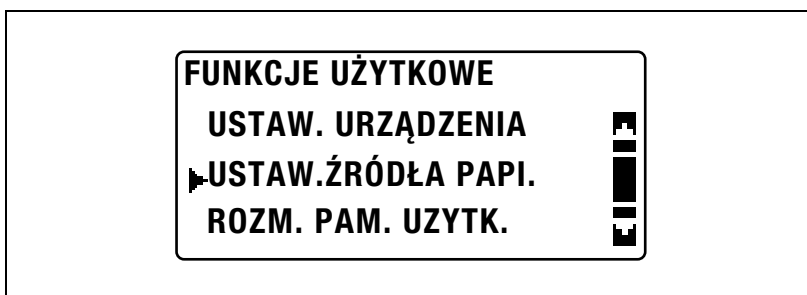 FUNKCJE UŻYTKOWE
USTAW. URZĄDZENIA
USTAW.ŹRÓDŁA PAPI.
ROZM. PAM. UZYTK.